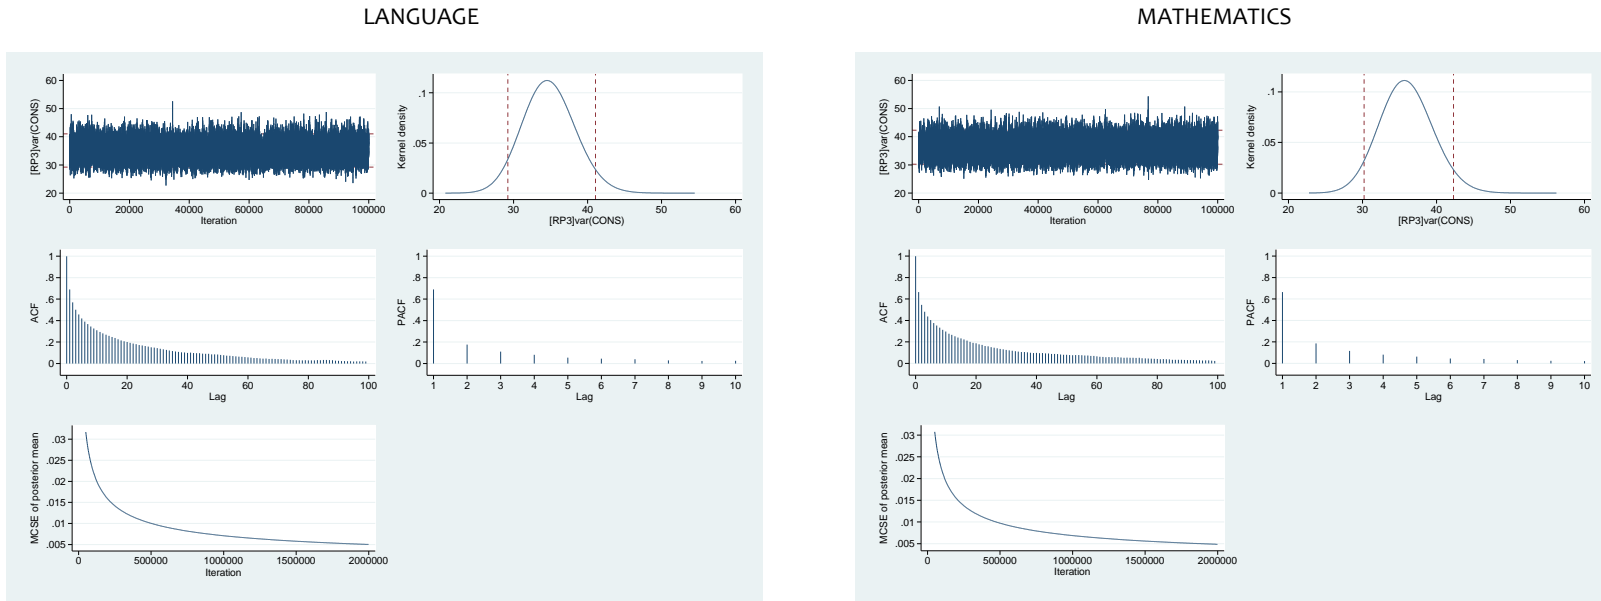 LANGUAGE
MATHEMATICS
[RP3]var(CONS)
60
50
40
30
20
0 20000 40000 60000 80000 100000
Iteration
Kernel density
.1
.05
0
20 30 40 50 60
[RP3]var(CONS)
[RP3]var(CONS)
60
50
40
30
20
0 20000 40000 60000 80000 100000
Iteration
Kernel density
.1
.05
0
20 30 40 50 60
[RP3]var(CONS)
ACF
1
.8
.6
.4
.2
0
0 20 40 60 80 100
Lag
PACF
1
.8
.6
.4
.2
0
1 2 3 4 5 6 7 8 9 10
Lag
ACF
1
.8
.6
.4
.2
0
0 20 40 60 80 100
Lag
PACF
1
.8
.6
.4
.2
0
1 2 3 4 5 6 7 8 9 10
Lag
MCSE of posterior mean
.03
.025
.02
.015
.01
.005
0 500000 1000000 1500000 2000000
Iteration
MCSE of posterior mean
.03
.025
.02
.015
.01
.005
0 500000 1000000 1500000 2000000
Iteration